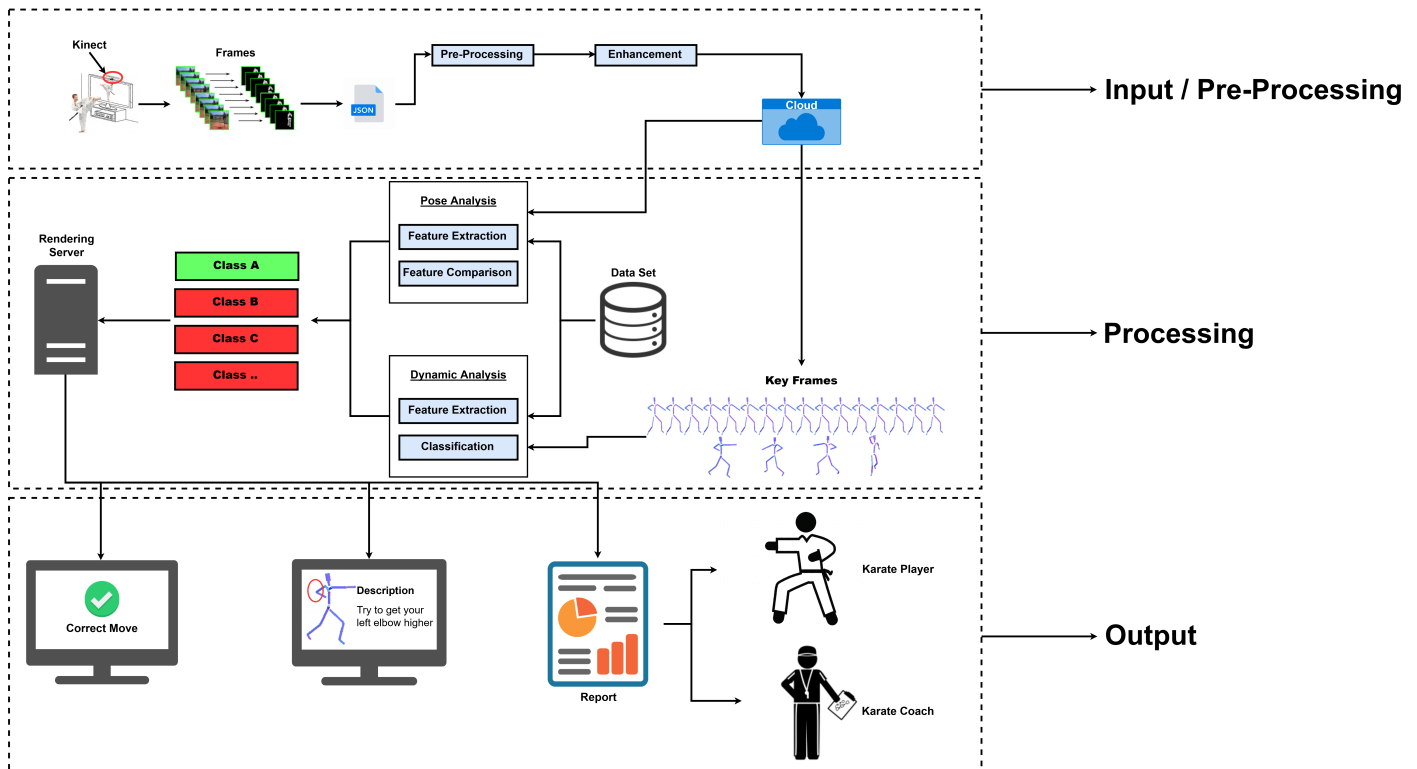 Kinect
Frames
JSON
Pre-Processing
Enhancement
Cloud
Input / Pre-Processing
Pose Analysis
Feature Extraction
Feature Comparison
Rendering
Server
Class A
Class B
Class C
Class ..
Data Set
Processing
Dynamic Analysis
Feature Extraction
Classification
Key Frames
Correct Move
Description
Try to get your
left elbow higher
Report
Karate Player
Karate Coach
Output